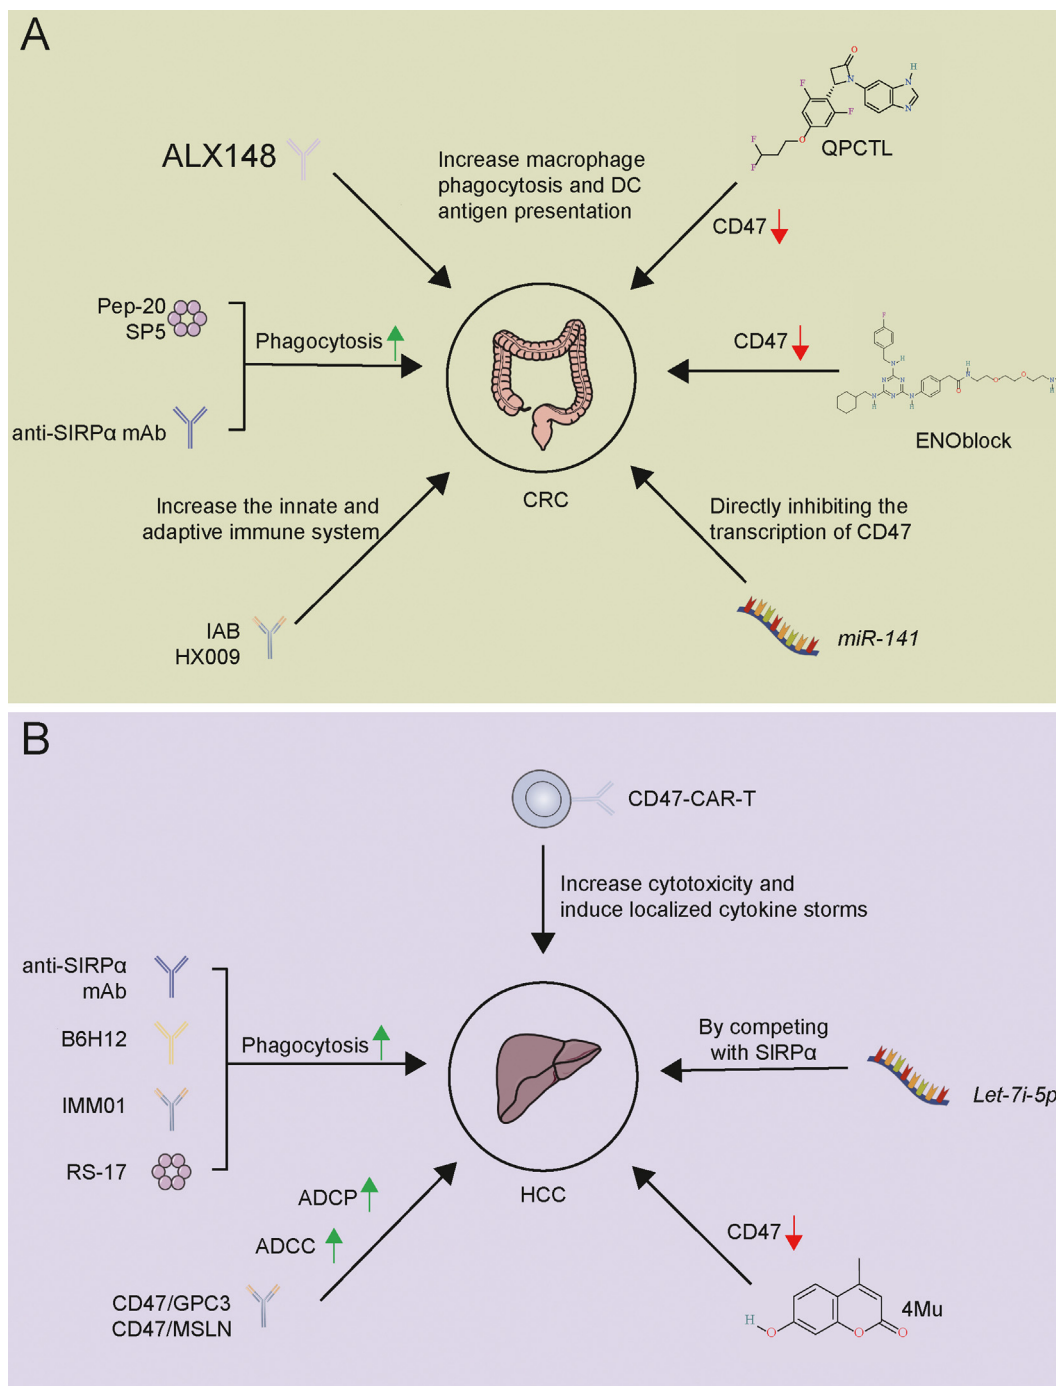 A
ALX148
Increase macrophage
phagocytosis and DC
antigen presentation
O
H
N
N
N
F
F
O
F
F
QPCTL
CD47
Pep-20
SP5
Phagocytosis
anti-SIRPα mAb
CD47
F
N
H
N
N
N
N
H
N
H
H
N
O
O
O
N
H
ENOblock
CRC
Increase the innate and
adaptive immune system
Directly inhibiting the
transcription of CD47
IAB
HX009
miR-141
B
CD47-CAR-T
Increase cytotoxicity and
induce localized cytokine storms
anti-SIRPα
mAb
B6H12
Phagocytosis
IMM01
RS-17
By competing
with SIRPα
Let-7i-5p
HCC
ADCP
ADCC
CD47/GPC3
CD47/MSLN
CD47
4Mu
H
O
O
O